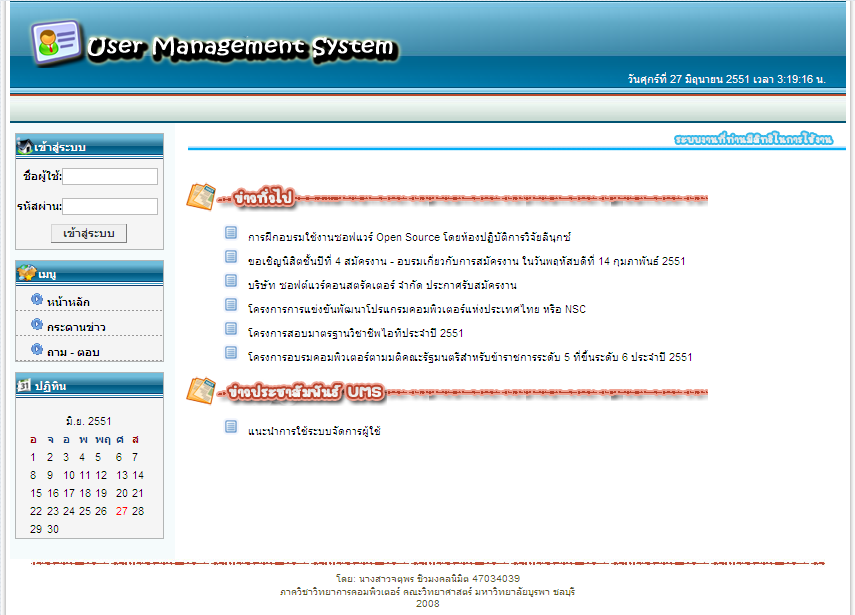 User Management System
วันศุกร์ที่ 27 มิถุนายน 2551 เวลา 3:19:16 น.
เข้าสู่ระบบ
ชื่อผู้ใช้:
รหัสผ่าน:
เข้าสู่ระบบ
เมนู
หน้าหลัก
กระดานข่าว
ถาม - ตอบ
ปฏิทิน
มิ.ย. 2551
อ จ อ พ พฤ ศ ส
1 2 3 4 5 6 7
8 9 10 11 12 13 14
15 16 17 18 19 20 21
22 23 24 25 26 27 28
29 30
ระบบงานที่ท่านมีสิทธิในการใช้งาน
ข่าวทั่วไป
การฝึกอบรมใช้งานซอฟแวร์ Open Source โดยห้องปฏิบัติการวิจัยลินุกซ์
ขอเชิญนิสิตชั้นปีที่ 4 สมัครงาน - อบรมเกี่ยวกับการสมัครงาน ในวันพฤหัสบดีที่ 14 กุมภาพันธ์ 2551
บริษัท ซอฟต์แวร์คอนสตรัคเตอร์ จำกัด ประกาศรับสมัครงาน
โครงการการแข่งขันพัฒนาโปรแกรมคอมพิวเตอร์แห่งประเทศไทย หรือ NSC
โครงการสอบมาตรฐานวิชาชีพไอทีประจำปี 2551
โครงการอบรมคอมพิวเตอร์ตามมติคณะรัฐมนตรีสำหรับข้าราชการระดับ 5 ที่ขึ้นระดับ 6 ประจำปี 2551
ข่าวประชาสัมพันธ์ UMS
แนะนำการใช้ระบบจัดการผู้ใช้
โดย: นางสาวจตุพร ชิวมงคลนิมิต 47034039
ภาควิชาวิทยาการคอมพิวเตอร์ คณะวิทยาศาสตร์ มหาวิทยาลัยบูรพา ชลบุรี
2008